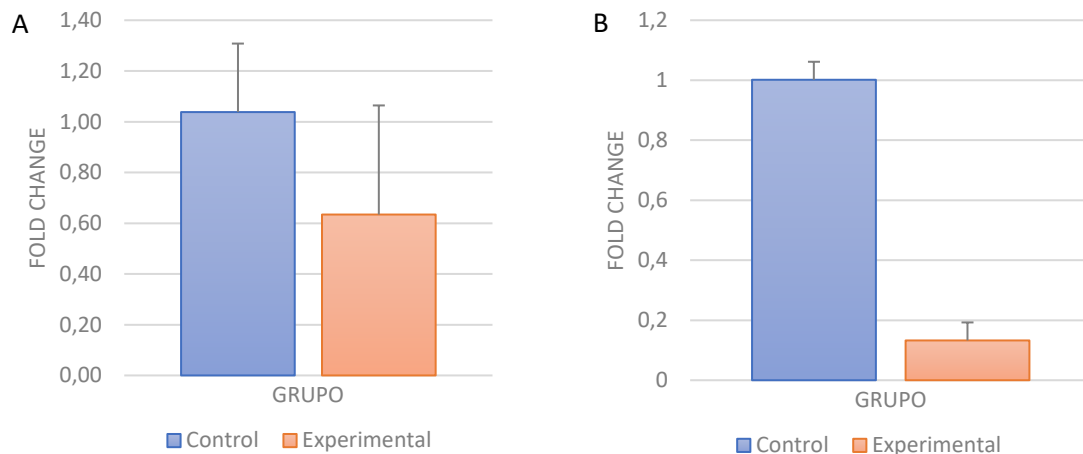 A
1,40
1,20
1,00
0,80
0,60
0,40
0,20
0,00
FOLD CHANGE
GRUPO
Control Experimental
B
1,2
1
0,8
0,6
0,4
0,2
0
FOLD CHANGE
GRUPO
Control Experimental